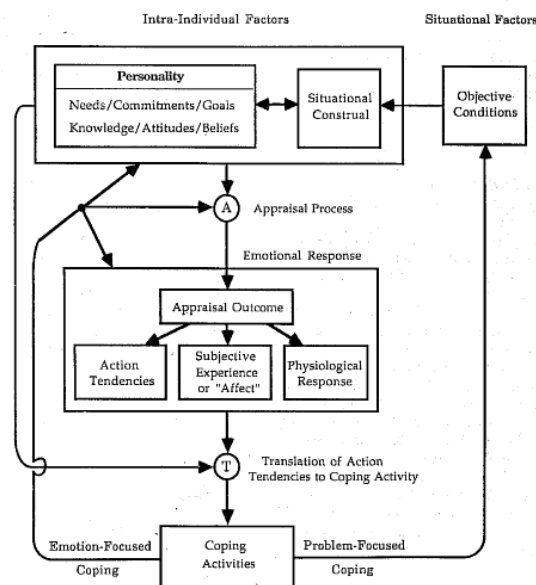 Intra-Individual Factors
Situational Factors
Personality
Needs/Commitments/Goals
Knowledge/Attitudes/Beliefs
Situational
Construal
Objective
Conditions
A
Appraisal Process
Emotional Response
Appraisal Outcome
Action
Tendencies
Subjective
Experience
or "Affect"
Physiological
Response
T
Translation of Action
Tendencies to Coping Activity
Emotion-Focused
Coping
Coping
Activities
Problem-Focused
Coping